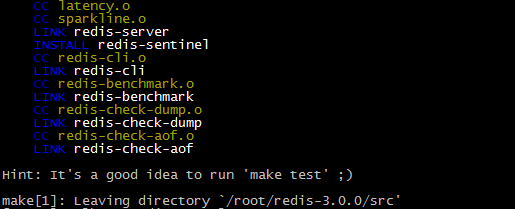 CC latency.o
CC sparkline.o
LINK redis-server
INSTALL redis-sentinel
CC redis-cli.o
LINK redis-cli
CC redis-benchmark.o
LINK redis-benchmark
CC redis-check-dump.o
LINK redis-check-dump
CC redis-check-aof.o
LINK redis-check-aof
Hint: It's a good idea to run 'make test' ;)
make[1]: Leaving directory `/root/redis-3.0.0/src'